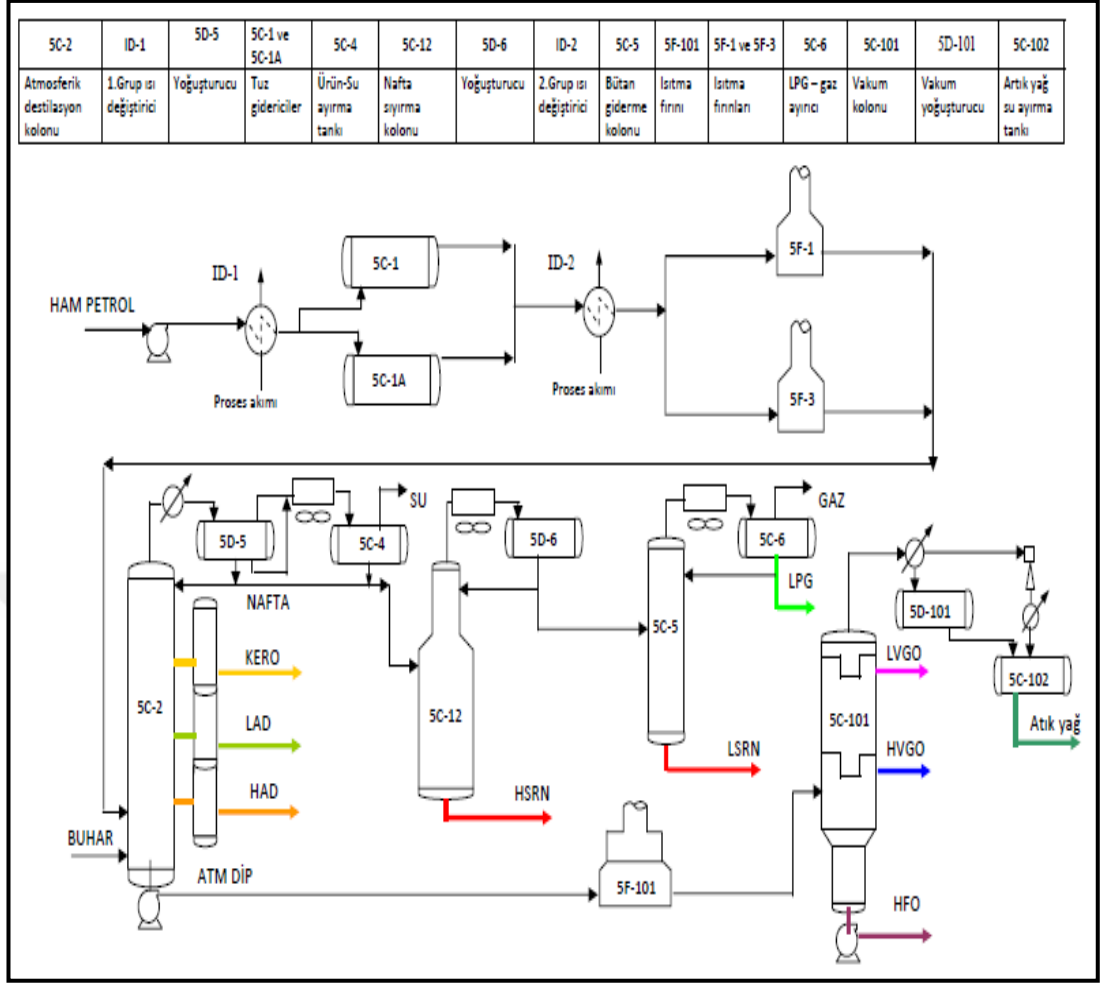 5C-2 ID-1 5D-5 5C-1 ve 5C-1A 5C-4 5C-12 5D-6 ID-2 5C-5 5F-101 5F-1 ve 5F-3 5C-6 5C-101 5D-101 5C-102
Atmosferik destilasyon kolonu
1.Grup ısı değiştirici
Yoğuşturucu
Tuz gidericiler
Ürün-Su ayırma tankı
Nafta sıyırma kolonu
Yoğuşturucu
2.Grup ısı değiştirici
Bütan giderme kolonu
Isıtma fırını
Isıtma fırınları
LPG – gaz ayırıcı
Vakum kolonu
Vakum yoğuşturucu
Artık yağ su ayırma tankı
5F-1
5C-1
ID-1
ID-2
HAM PETROL
5C-1A
Proses akımı
Proses akımı
5F-3
SU
GAZ
5D-5
5C-4
5D-6
5C-6
LPG
NAFTA
5D-101
KERO
5C-5
LVGO
5C-102
5C-2
5C-12
5C-101
LAD
Atık yağ
LSRN
HVGO
HAD
HSRN
BUHAR
ATM DİP
5F-101
HFO